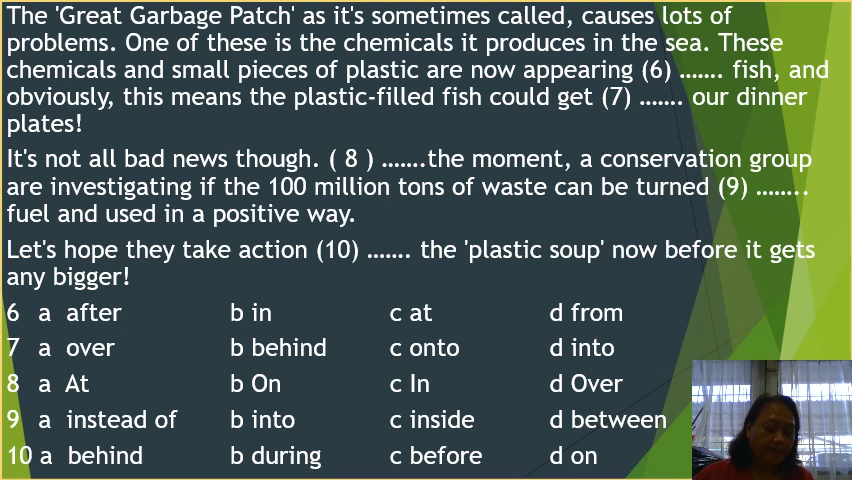 The 'Great Garbage Patch' as it's sometimes called, causes lots of
problems. One of these is the chemicals it produces in the sea. These
chemicals and small pieces of plastic are now appearing (6) ....... fish, and
obviously, this means the plastic-filled fish could get (7) ....... our dinner
plates!
It's not all bad news though. ( 8 ) .......the moment, a conservation group
are investigating if the 100 million tons of waste can be turned (9) ........
fuel and used in a positive way.
Let's hope they take action (10) ....... the 'plastic soup' now before it gets
any bigger!
6 a after b in c at d from
7 a over b behind c onto d into
8 a At b On c In d Over
9 a instead of b into c inside d between
10 a behind b during c before d on